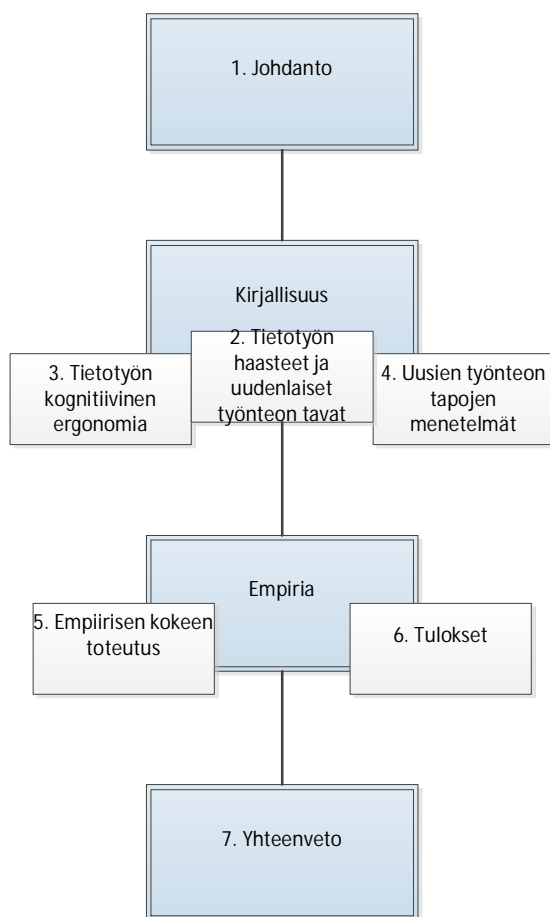 1. Johdanto
Kirjallisuus
2. Tietotyön
haasteet ja
uudenlaiset
työnteon tavat
3. Tietotyön
kognitiivinen
ergonomia
4. Uusien työnteon
tapojen
menetelmät
Empiria
5. Empiirisen kokeen
toteutus
6. Tulokset
7. Yhteenveto